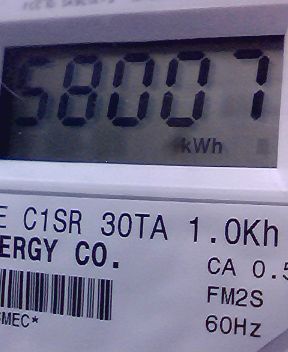 58007
kWh
E C1SR 30TA 1.0Kh
ERGY CO.
CA 0.5
FM2S
MEC*
60Hz